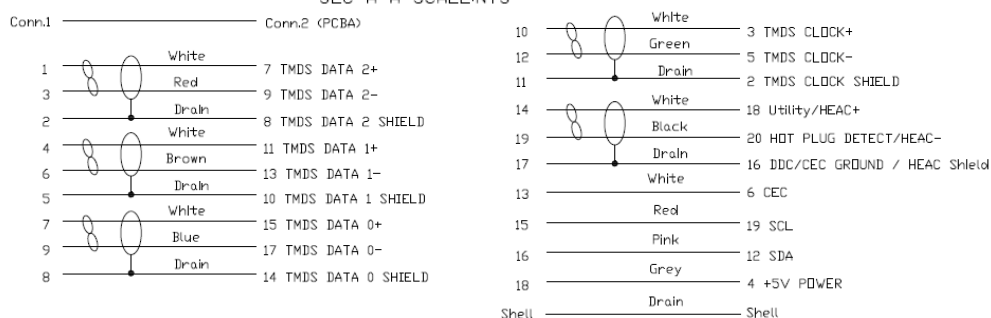 Conn.1 Conn.2 (PCBA)
1 White 7 TMDS DATA 2+
3 Red 9 TMDS DATA 2-
2 Drain 8 TMDS DATA 2 SHIELD
4 White 11 TMDS DATA 1+
6 Brown 13 TMDS DATA 1-
5 Drain 10 TMDS DATA 1 SHIELD
7 White 15 TMDS DATA 0+
9 Blue 17 TMDS DATA 0-
8 Drain 14 TMDS DATA 0 SHIELD
10 White 3 TMDS CLOCK+
12 Green 5 TMDS CLOCK-
11 Drain 2 TMDS CLOCK SHIELD
14 White 18 Utility/HEAC+
19 Black 20 HOT PLUG DETECT/HEAC-
17 Drain 16 DDC/CEC GROUND / HEAC Shield
13 White 6 CEC
15 Red 19 SCL
16 Pink 12 SDA
18 Grey 4 +5V POWER
Shell Drain Shell